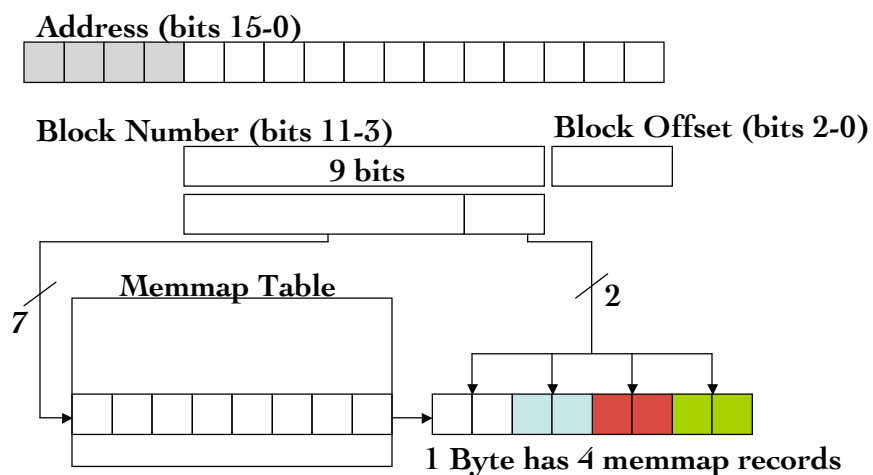 Address (bits 15-0)
Block Number (bits 11-3)
Block Offset (bits 2-0)
9 bits
Memmap Table
7
2
1 Byte has 4 memmap records